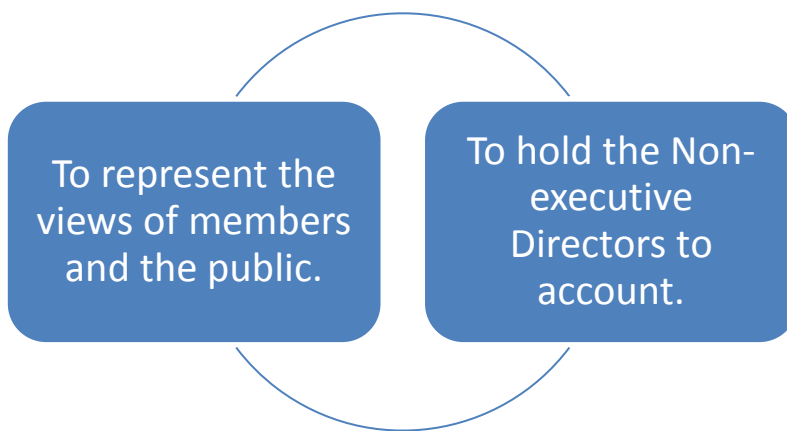 To represent the
views of members
and the public.
To hold the Non-
executive
Directors to
account.